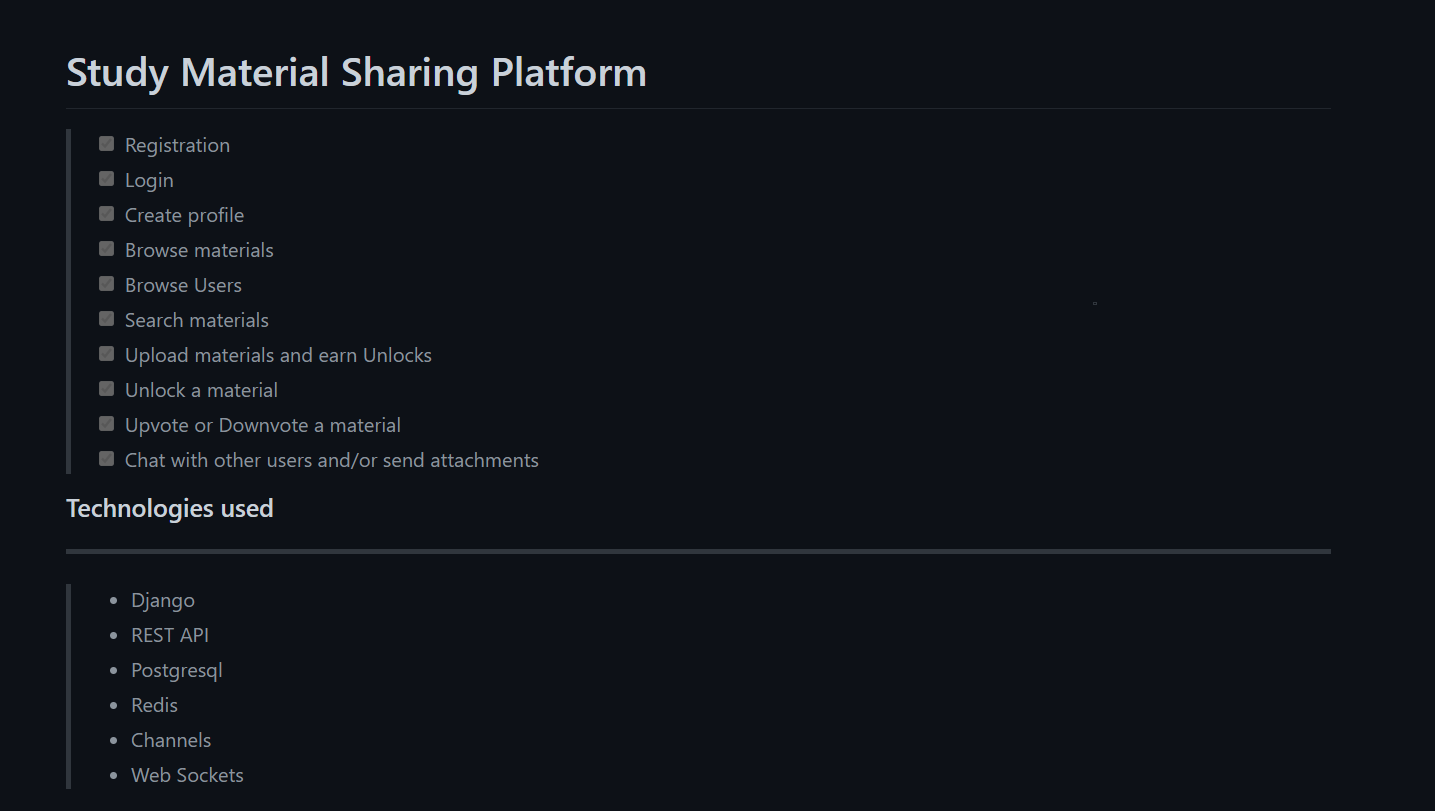 Study Material Sharing Platform
Registration
Login
Create profile
Browse materials
Browse Users
Search materials
Upload materials and earn Unlocks
Unlock a material
Upvote or Downvote a material
Chat with other users and/or send attachments
Technologies used
Django
REST API
Postgresql
Redis
Channels
Web Sockets